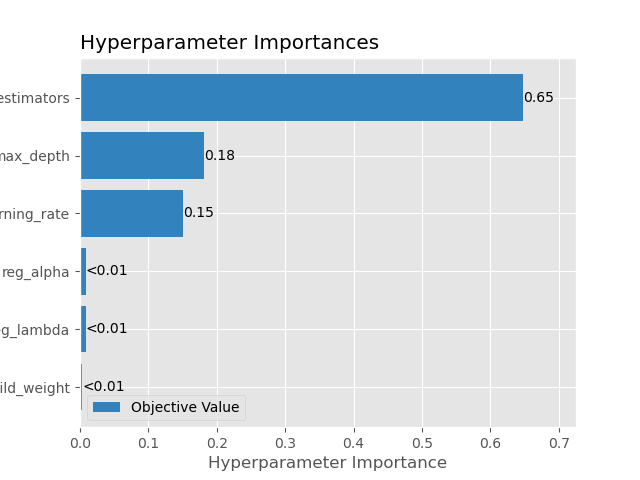 Hyperparameter Importances
estimators 0.65
max_depth 0.18
rning_rate 0.15
reg_alpha <0.01
g_lambda <0.01
ild_weight <0.01
Objective Value
0.0 0.1 0.2 0.3 0.4 0.5 0.6 0.7
Hyperparameter Importance